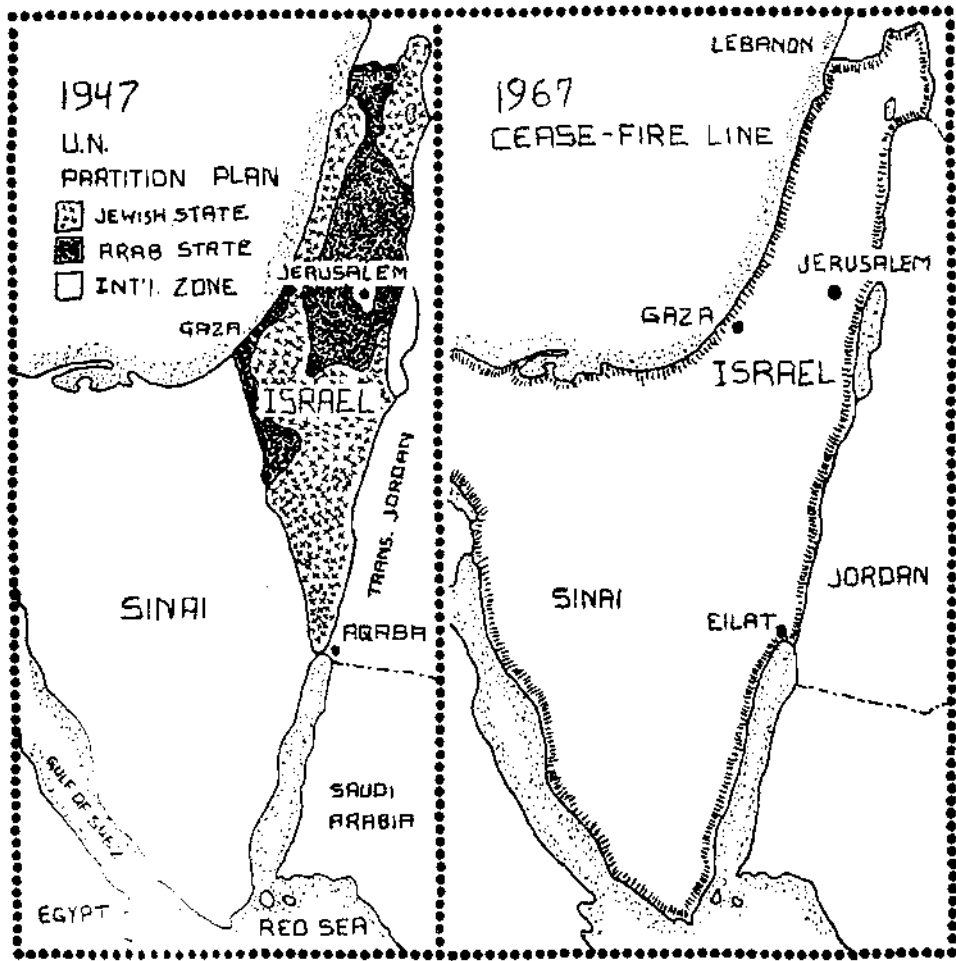 1947
U.N.
PARTITION PLAN
JEWISH STATE
ARAB STATE
INT'L. ZONE
JERUSALEM
GAZA
ISRAEL
TRANS. JORDAN
SINAI
AQABA
GULF OF SUEZ
SAUDI
ARABIA
EGYPT
RED SEA
LEBANON
1967
CEASE-FIRE LINE
JERUSALEM
GAZA
ISRAEL
SINAI
JORDAN
EILAT